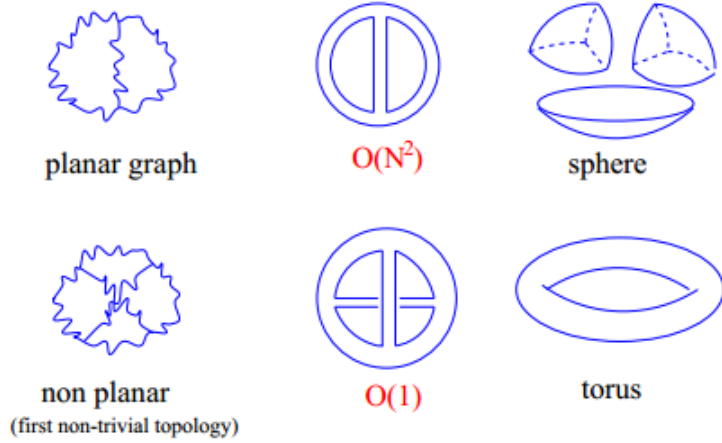 planar graph
O(N²)
sphere
non planar
(first non-trivial topology)
O(1)
torus